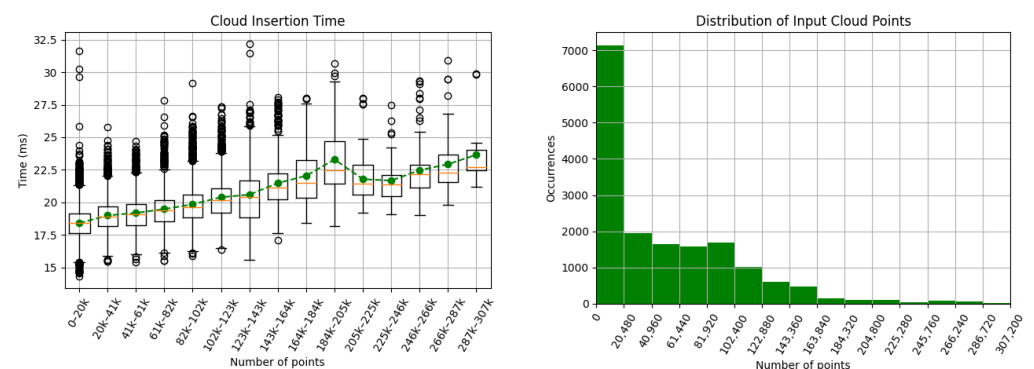 Cloud Insertion Time
Time (ms)
32.5
30
27.5
25
22.5
20
17.5
15
0–20k
20k–41k
41k–61k
61k–82k
82k–102k
102k–123k
123k–143k
143k–164k
164k–184k
184k–205k
205k–225k
225k–246k
246k–266k
266k–287k
287k–307k
Number of points
Distribution of Input Cloud Points
Occurrences
7000
6000
5000
4000
3000
2000
1000
0
0
20,480
40,960
61,440
81,920
102,400
122,880
143,360
163,840
184,320
204,800
225,280
245,760
266,240
286,720
307,200
Number of points